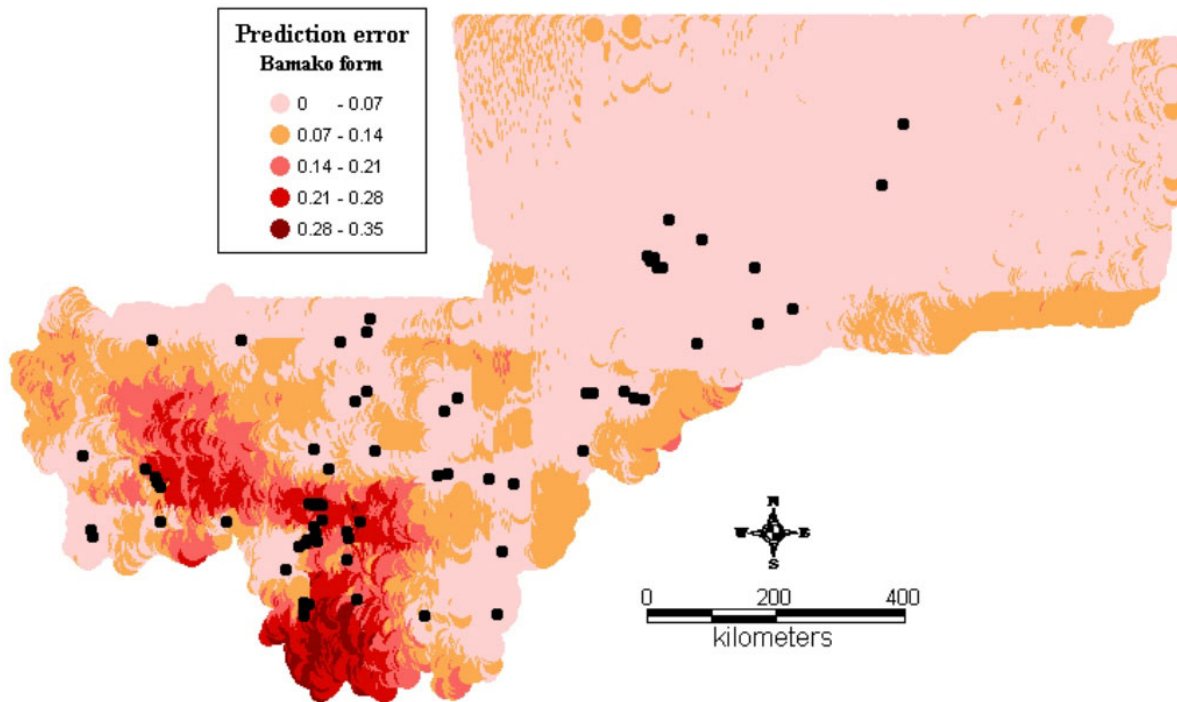 Prediction error
Bamako form
0 - 0.07
0.07 - 0.14
0.14 - 0.21
0.21 - 0.28
0.28 - 0.35
N
W E
S
0 200 400
kilometers